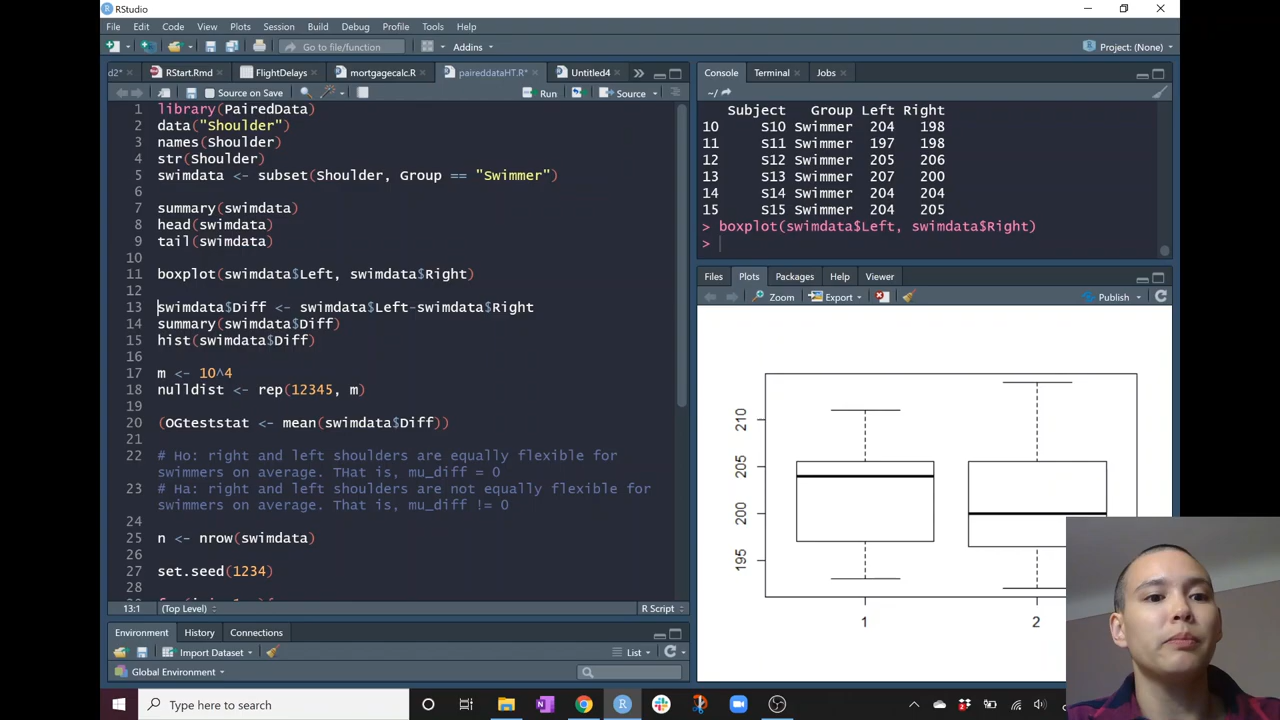 RStudio
File Edit Code View Plots Session Build Debug Profile Tools Help
Go to file/function Addins Project: (None)
d2* RStart.Rmd FlightDelays mortgagecalc.R paireddataHT.R* Untitled4
Source on Save Run Source
1 library(PairedData)
2 data("Shoulder")
3 names(Shoulder)
4 str(Shoulder)
5 swimdata <- subset(Shoulder, Group == "Swimmer")
6
7 summary(swimdata)
8 head(swimdata)
9 tail(swimdata)
10
11 boxplot(swimdata$Left, swimdata$Right)
12
13 swimdata$Diff <- swimdata$Left-swimdata$Right
14 summary(swimdata$Diff)
15 hist(swimdata$Diff)
16
17 m <- 10^4
18 nulldist <- rep(12345, m)
19
20 (OGteststat <- mean(swimdata$Diff))
21
22 # Ho: right and left shoulders are equally flexible for
swimmers on average. THat is, mu_diff = 0
23 # Ha: right and left shoulders are not equally flexible for
swimmers on average. That is, mu_diff != 0
24
25 n <- nrow(swimdata)
26
27 set.seed(1234)
28
13:1 (Top Level) R Script
Environment History Connections
Import Dataset List
Global Environment
Console Terminal Jobs
~/
Subject Group Left Right
10 S10 Swimmer 204 198
11 S11 Swimmer 197 198
12 S12 Swimmer 205 206
13 S13 Swimmer 207 200
14 S14 Swimmer 204 204
15 S15 Swimmer 204 205
> boxplot(swimdata$Left, swimdata$Right)
>
Files Plots Packages Help Viewer
Zoom Export Publish
210
205
200
195
1 2
Type here to search